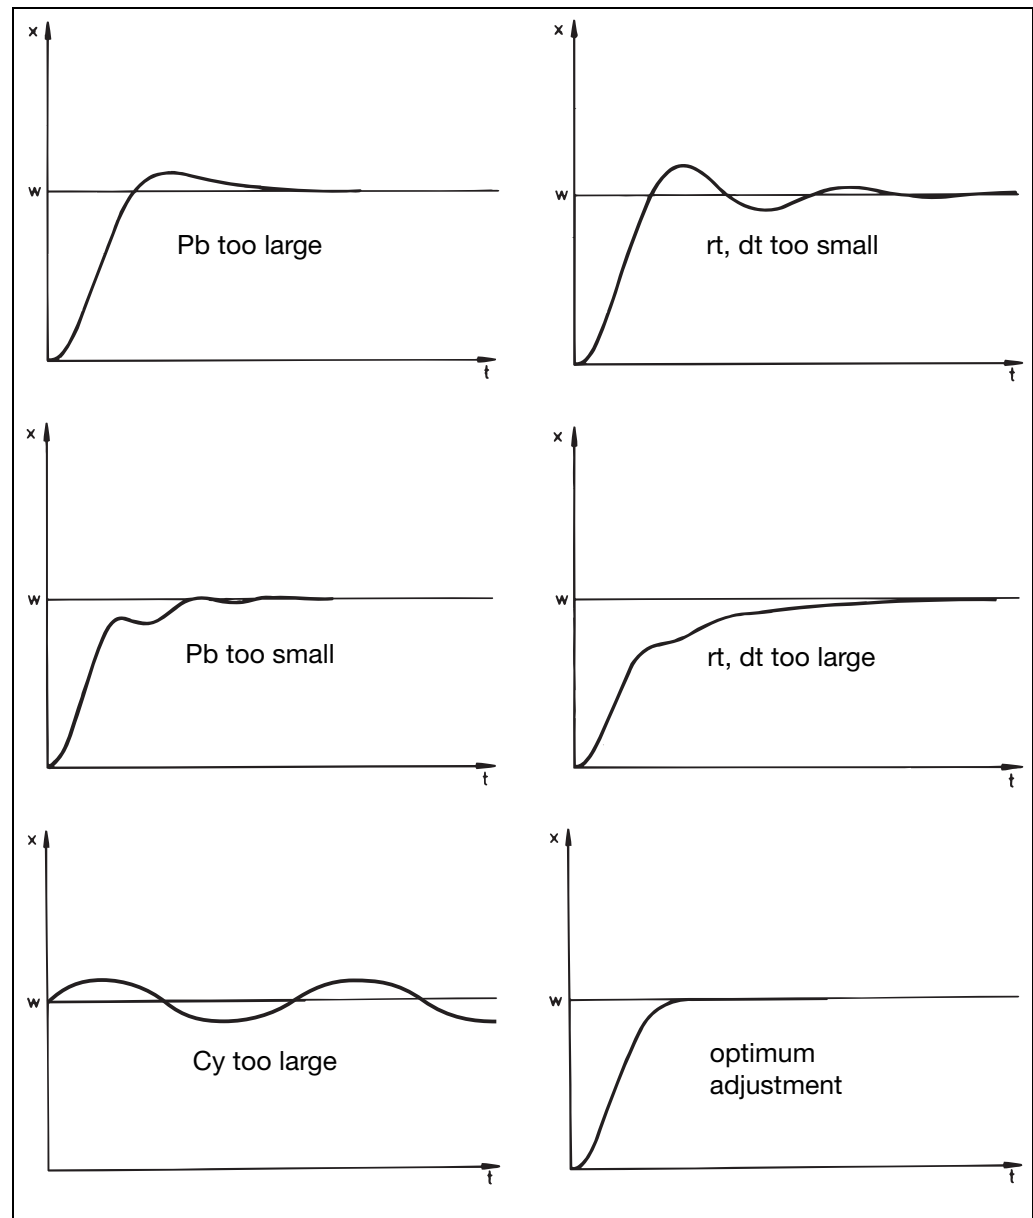 x
w
Pb too large
t
x
w
rt, dt too small
t
x
w
Pb too small
t
x
w
rt, dt too large
t
x
w
Cy too large
t
x
w
optimum
adjustment
t